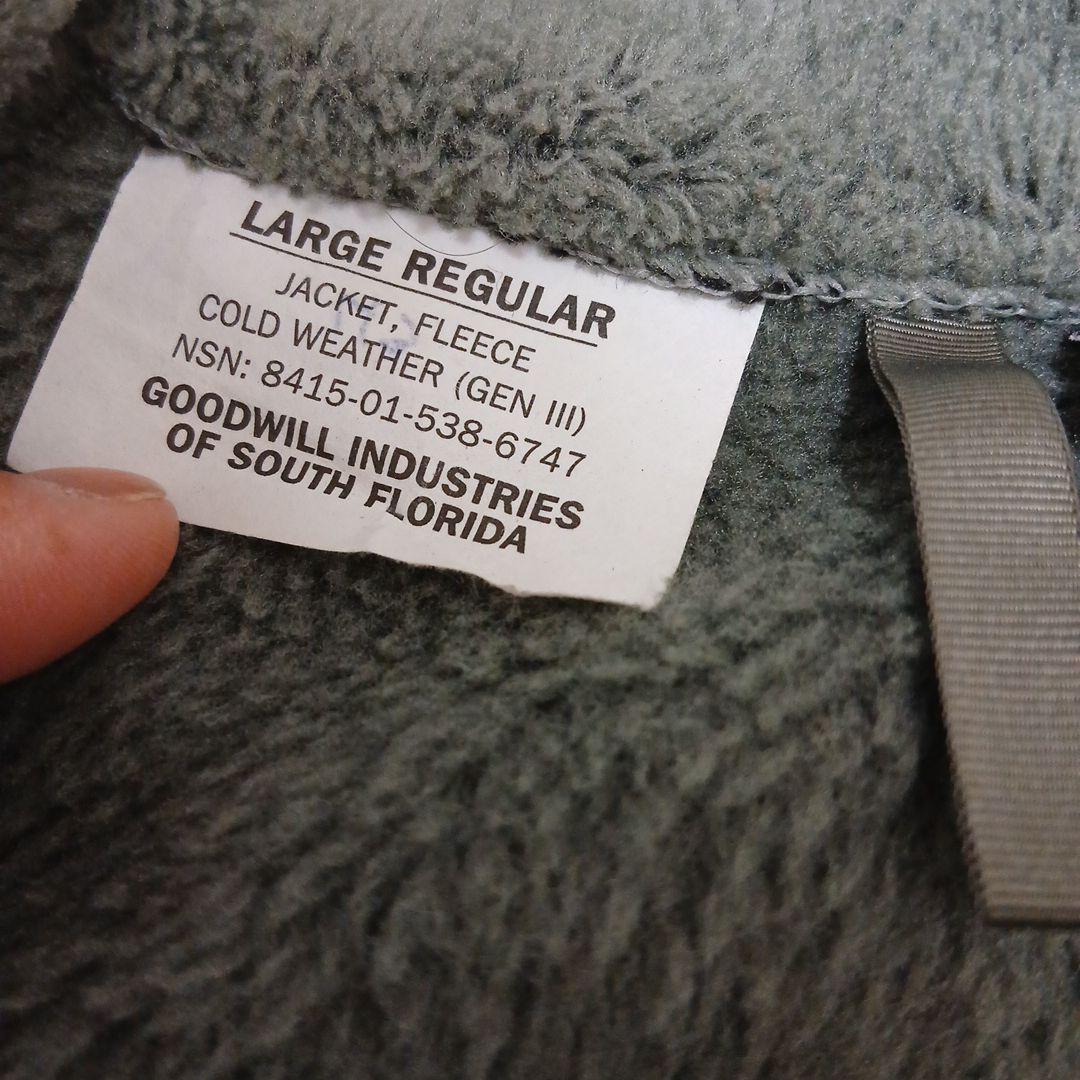 LARGE REGULAR
JACKET, FLEECE
COLD WEATHER (GEN III)
NSN: 8415-01-538-6747
GOODWILL INDUSTRIES
OF SOUTH FLORIDA